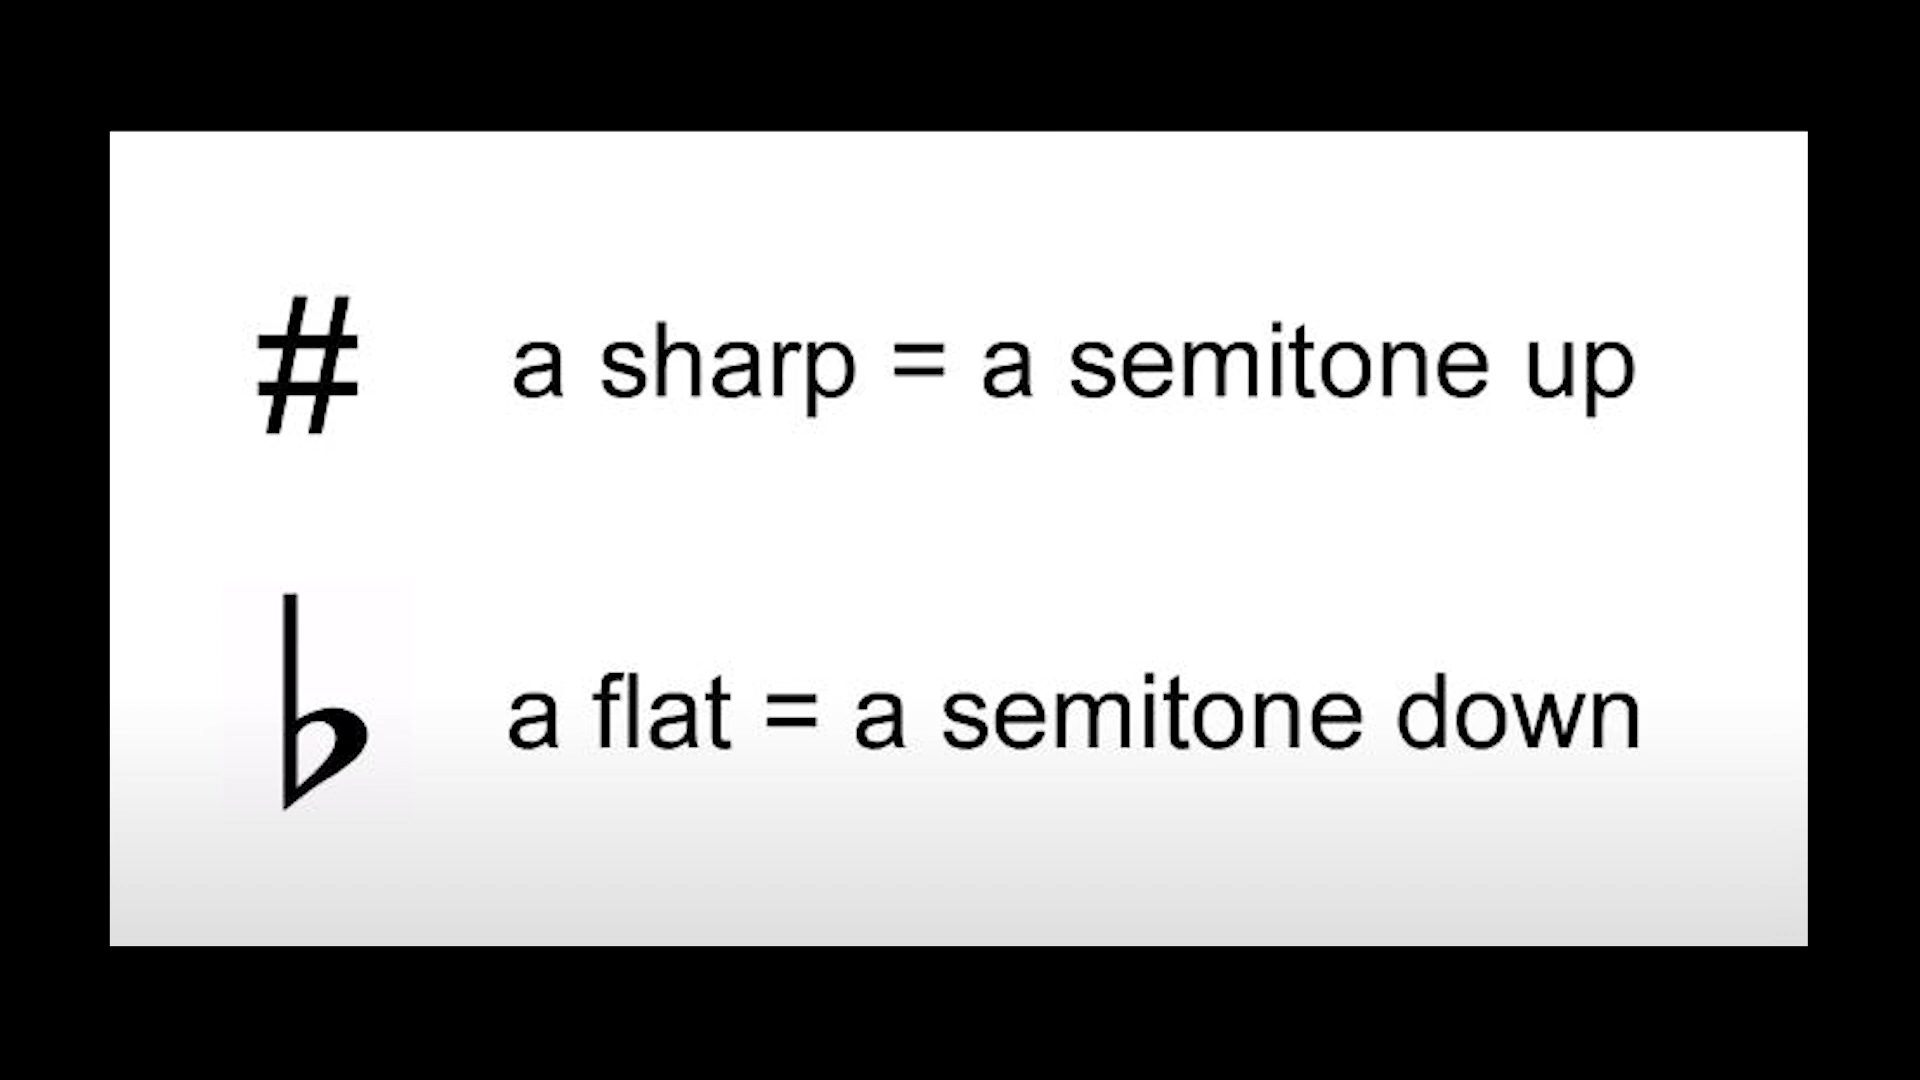 # a sharp = a semitone up
♭ a flat = a semitone down